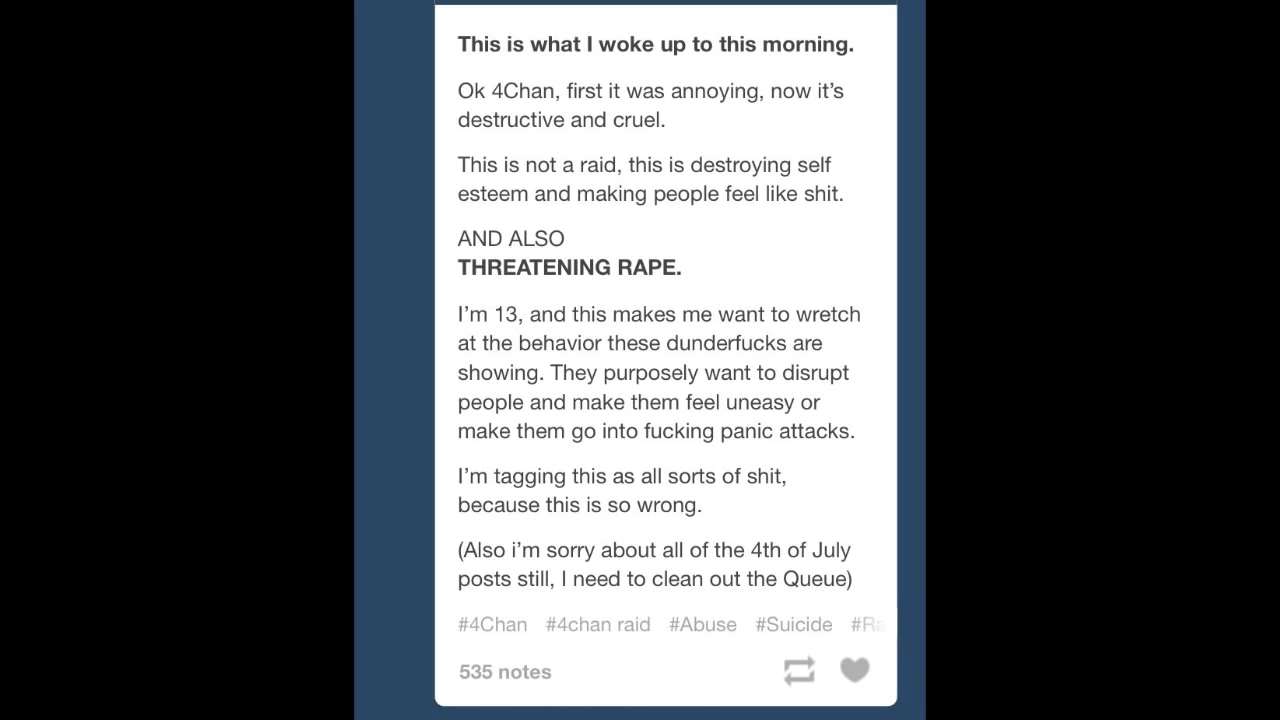 This is what I woke up to this morning.
Ok 4Chan, first it was annoying, now it's
destructive and cruel.
This is not a raid, this is destroying self
esteem and making people feel like shit.
AND ALSO
THREATENING RAPE.
I'm 13, and this makes me want to wretch
at the behavior these dunderfucks are
showing. They purposely want to disrupt
people and make them feel uneasy or
make them go into fucking panic attacks.
I'm tagging this as all sorts of shit,
because this is so wrong.
(Also i'm sorry about all of the 4th of July
posts still, I need to clean out the Queue)
#4Chan #4chan raid #Abuse #Suicide
535 notes